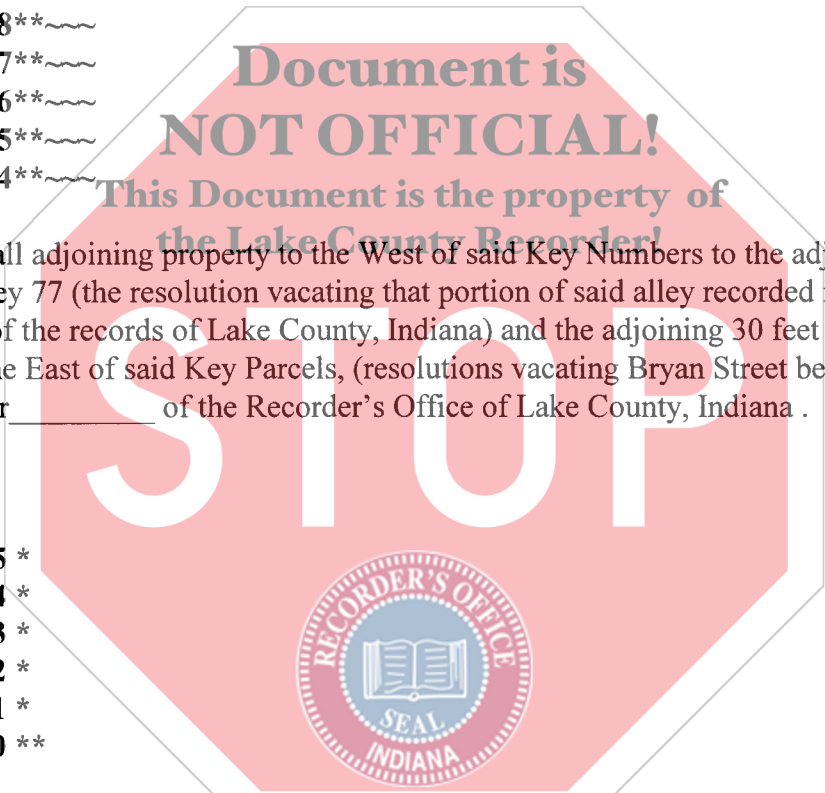 8**~~~
7**~~~
6**~~~
5**~~~
4**~~~
Document is
NOT OFFICIAL!
This Document is the property of
the Lake County Recorder!
all adjoining property to the West of said Key Numbers to the adj
ey 77 (the resolution vacating that portion of said alley recorded
of the records of Lake County, Indiana) and the adjoining 30 feet
e East of said Key Parcels, (resolutions vacating Bryan Street be
r__________ of the Recorder's Office of Lake County, Indiana .
STOP
5 *
4 *
3 *
2 *
1 *
0 **
RECORDER'S OFFICE
SEAL
INDIANA